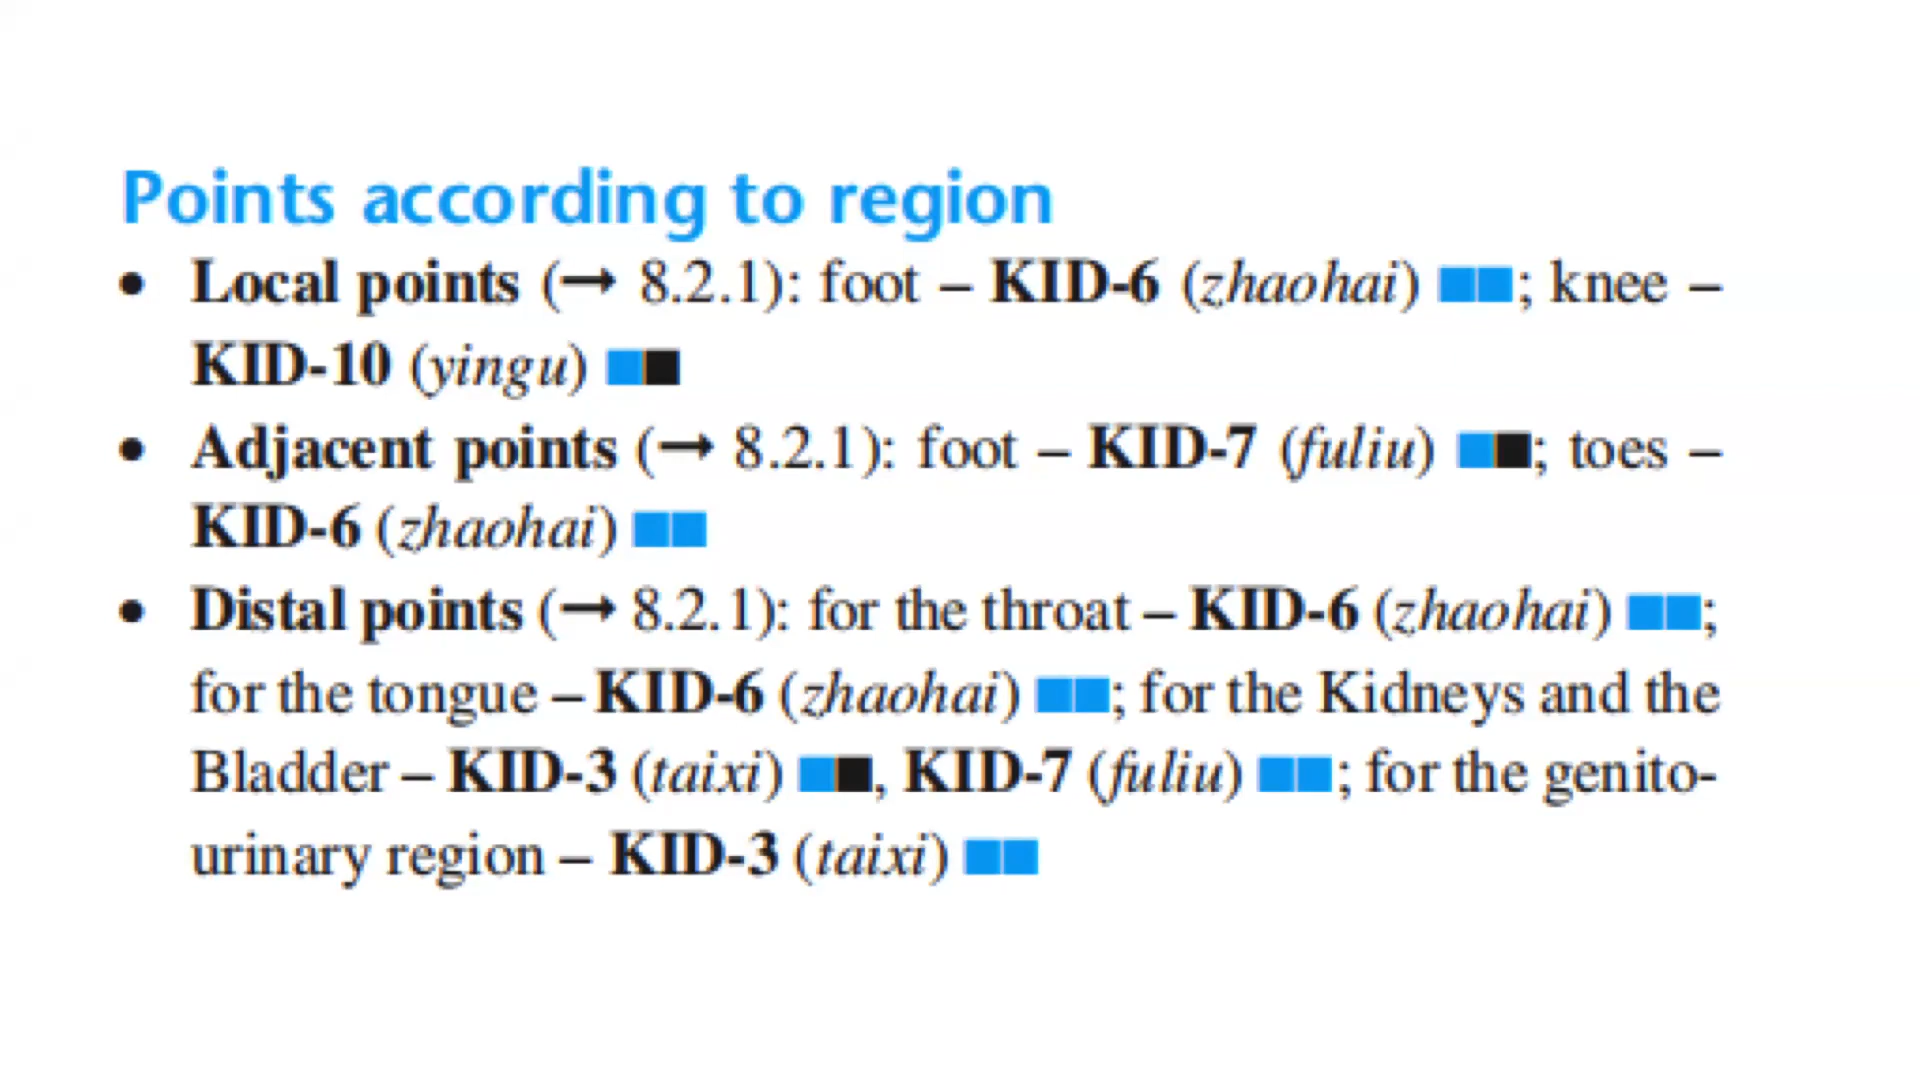 Points according to region
• Local points (→ 8.2.1): foot – KID-6 (zhaohai) ■■; knee –
KID-10 (yingu) ■■
• Adjacent points (→ 8.2.1): foot – KID-7 (fuliu) ■■; toes –
KID-6 (zhaohai) ■■
• Distal points (→ 8.2.1): for the throat – KID-6 (zhaohai) ■■;
for the tongue – KID-6 (zhaohai) ■■; for the Kidneys and the
Bladder – KID-3 (taixi) ■■, KID-7 (fuliu) ■■; for the genito-
urinary region – KID-3 (taixi) ■■